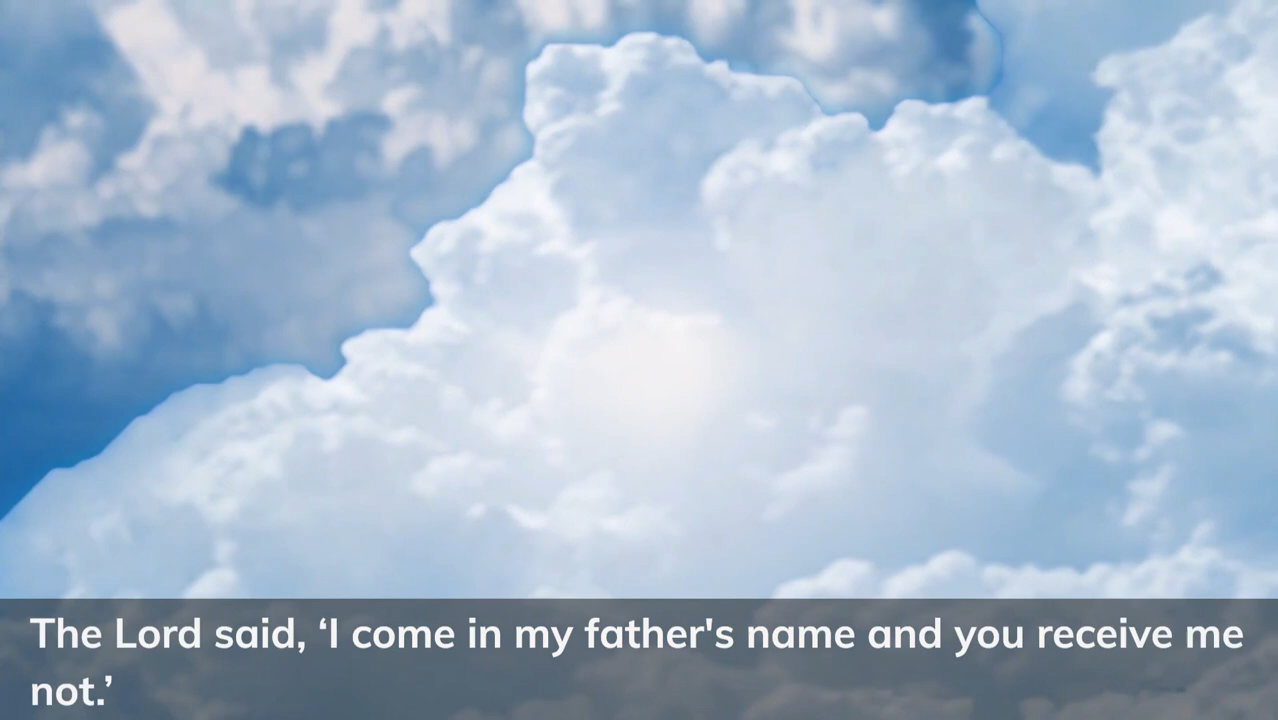 The Lord said, ‘I come in my father's name and you receive me
not.’